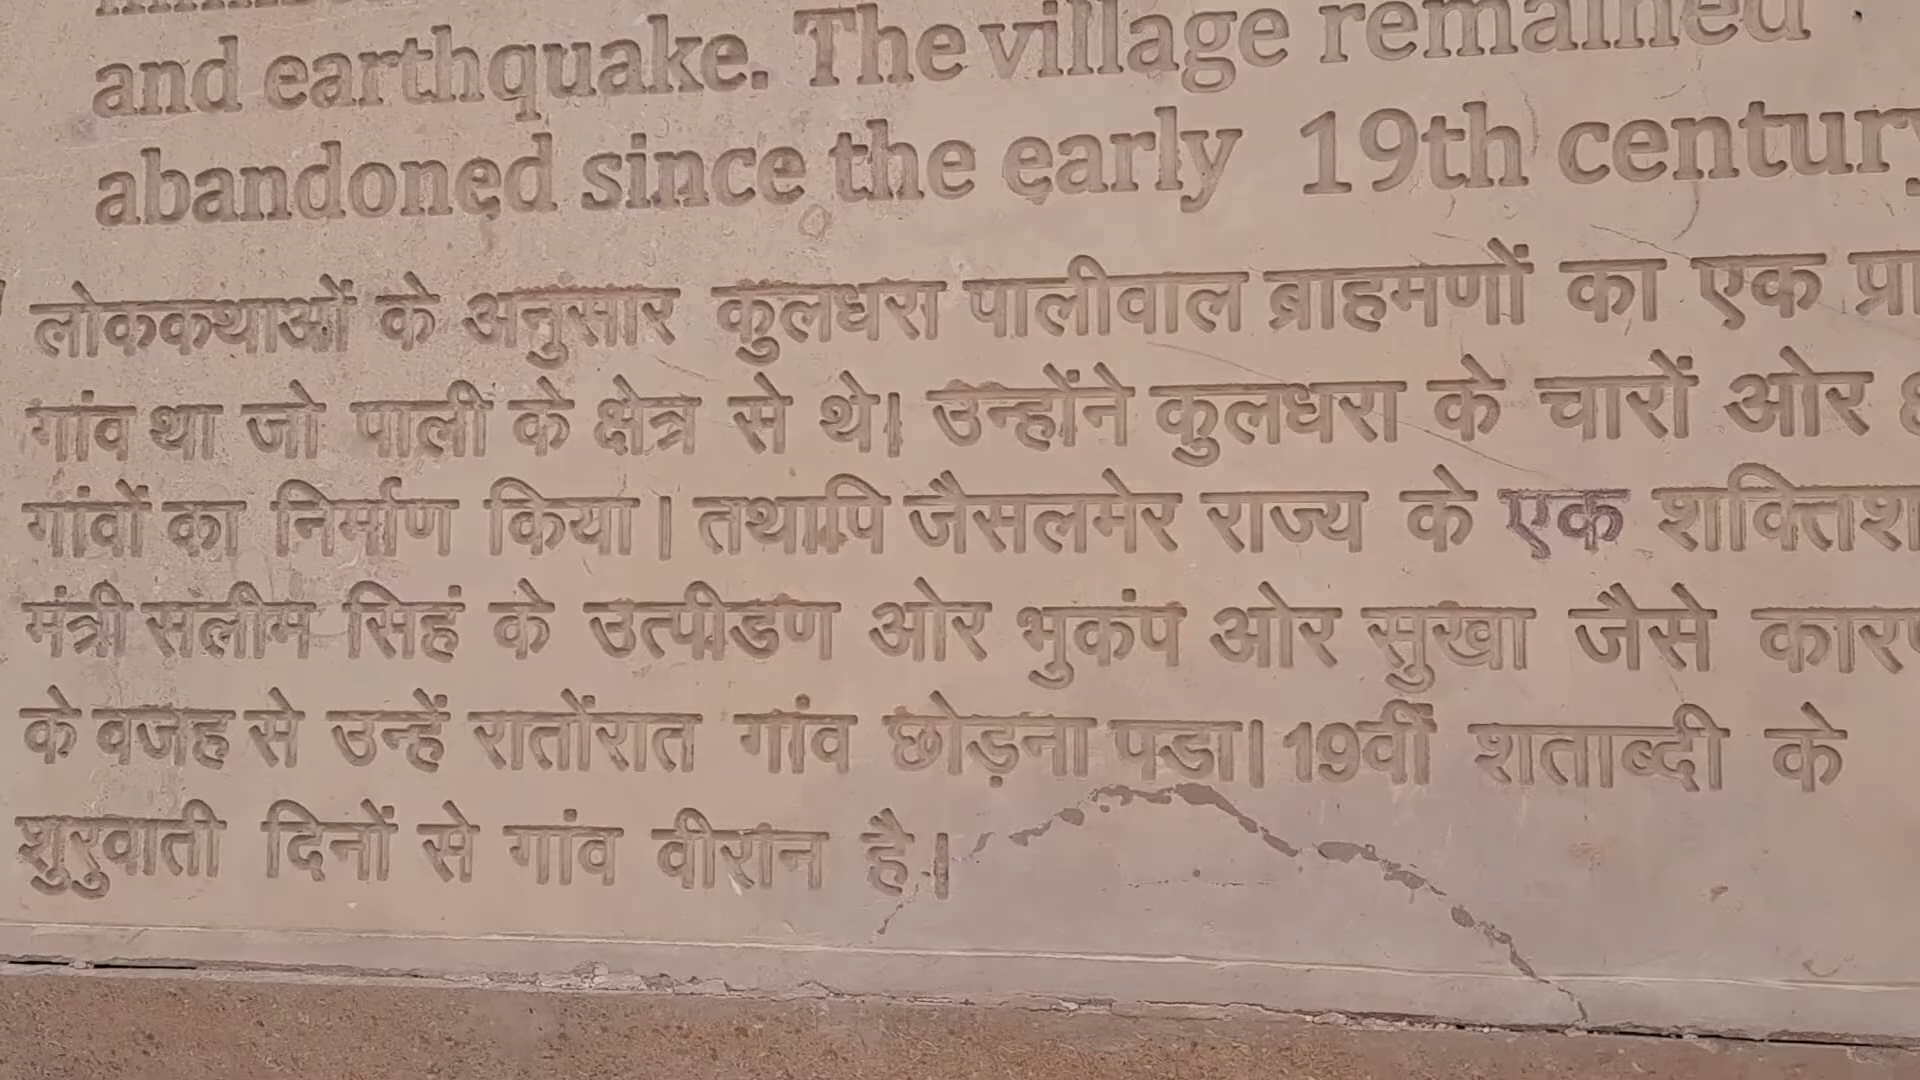 and earthquake. The village remained
abandoned since the early 19th century
लोककथाओं के अनुसार कुलधरा पालीवाल ब्राहमणों का एक
गांव था जो पाली के क्षेत्र से थे। उन्होंने कुलधरा के चारों ओर
गांवों का निर्माण किया। तथापि जैसलमेर राज्य के एक
मंत्री सलीम सिहं के उत्पीडण ओर भुकंप ओर सुखा जैसे
के वजह से उन्हें रातोंरात गांव छोड़ना पडा। 19वीं शताब्दी के
शुरुवाती दिनों से गांव वीरान है।